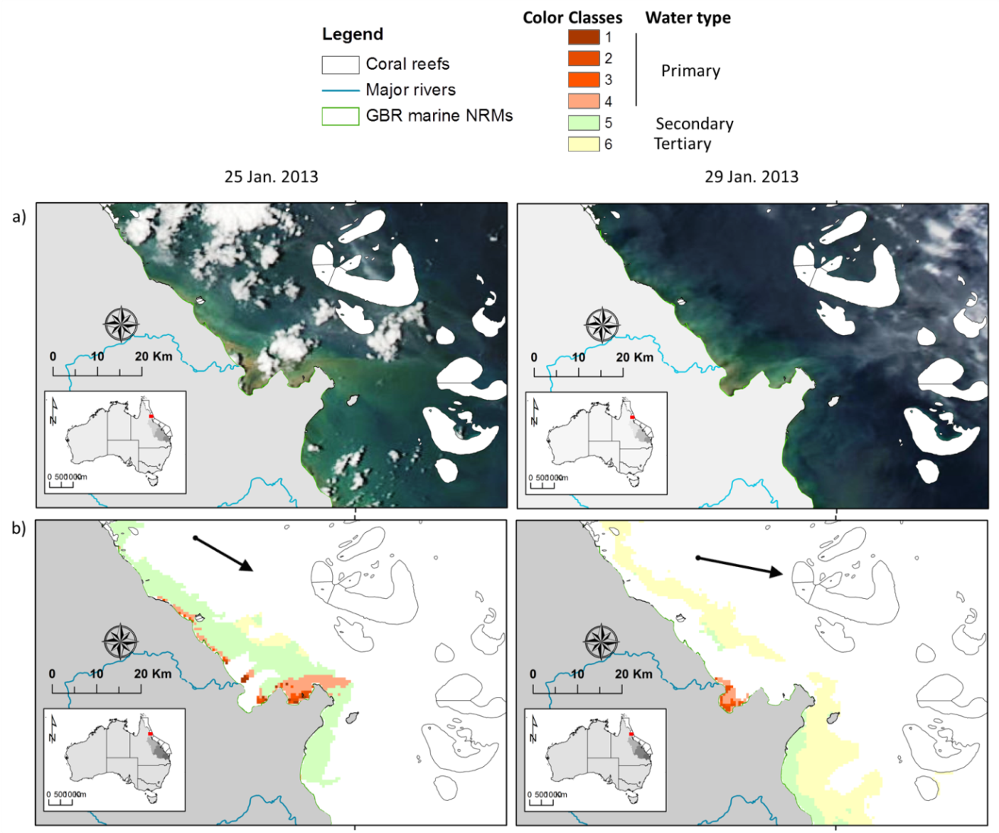 Color Classes Water type
Legend
Coral reefs
Major rivers
GBR marine NRMs
1
2
3
4
5
6
Primary
Secondary
Tertiary
25 Jan. 2013
29 Jan. 2013
a)
0 10 20 Km
N
0 10 20 Km
N
b)
0 10 20 Km
N
0 10 20 Km
N